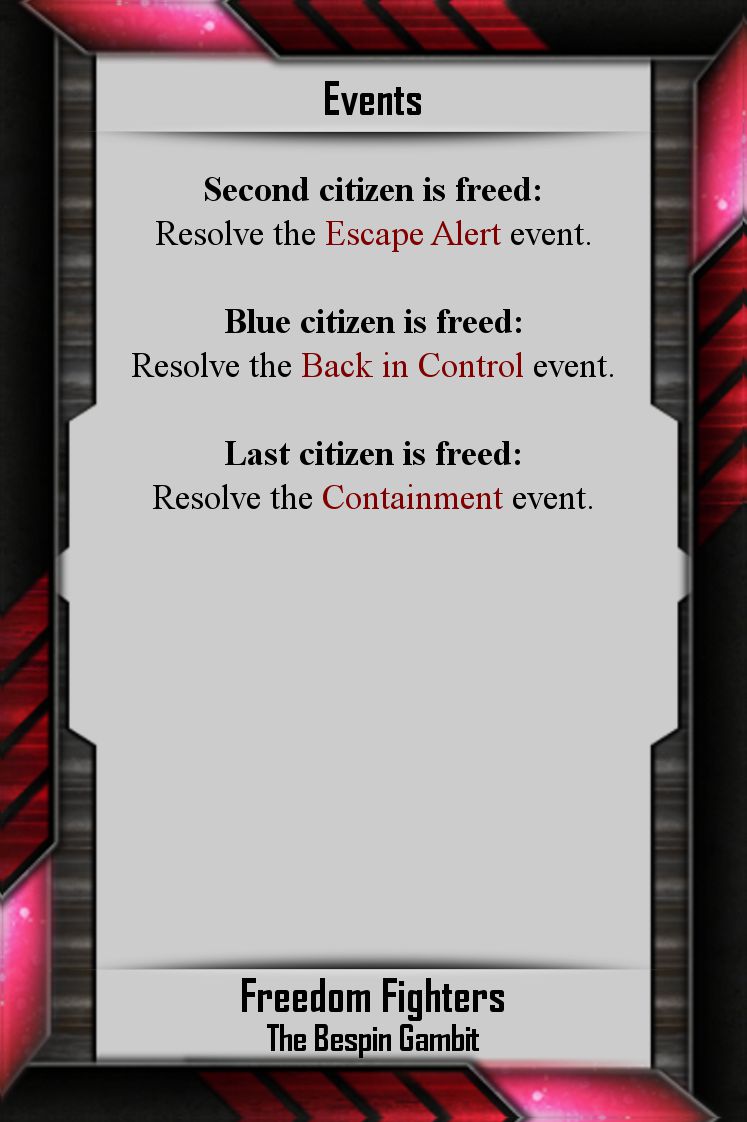 Events
Second citizen is freed:
Resolve the Escape Alert event.
Blue citizen is freed:
Resolve the Back in Control event.
Last citizen is freed:
Resolve the Containment event.
Freedom Fighters
The Bespin Gambit